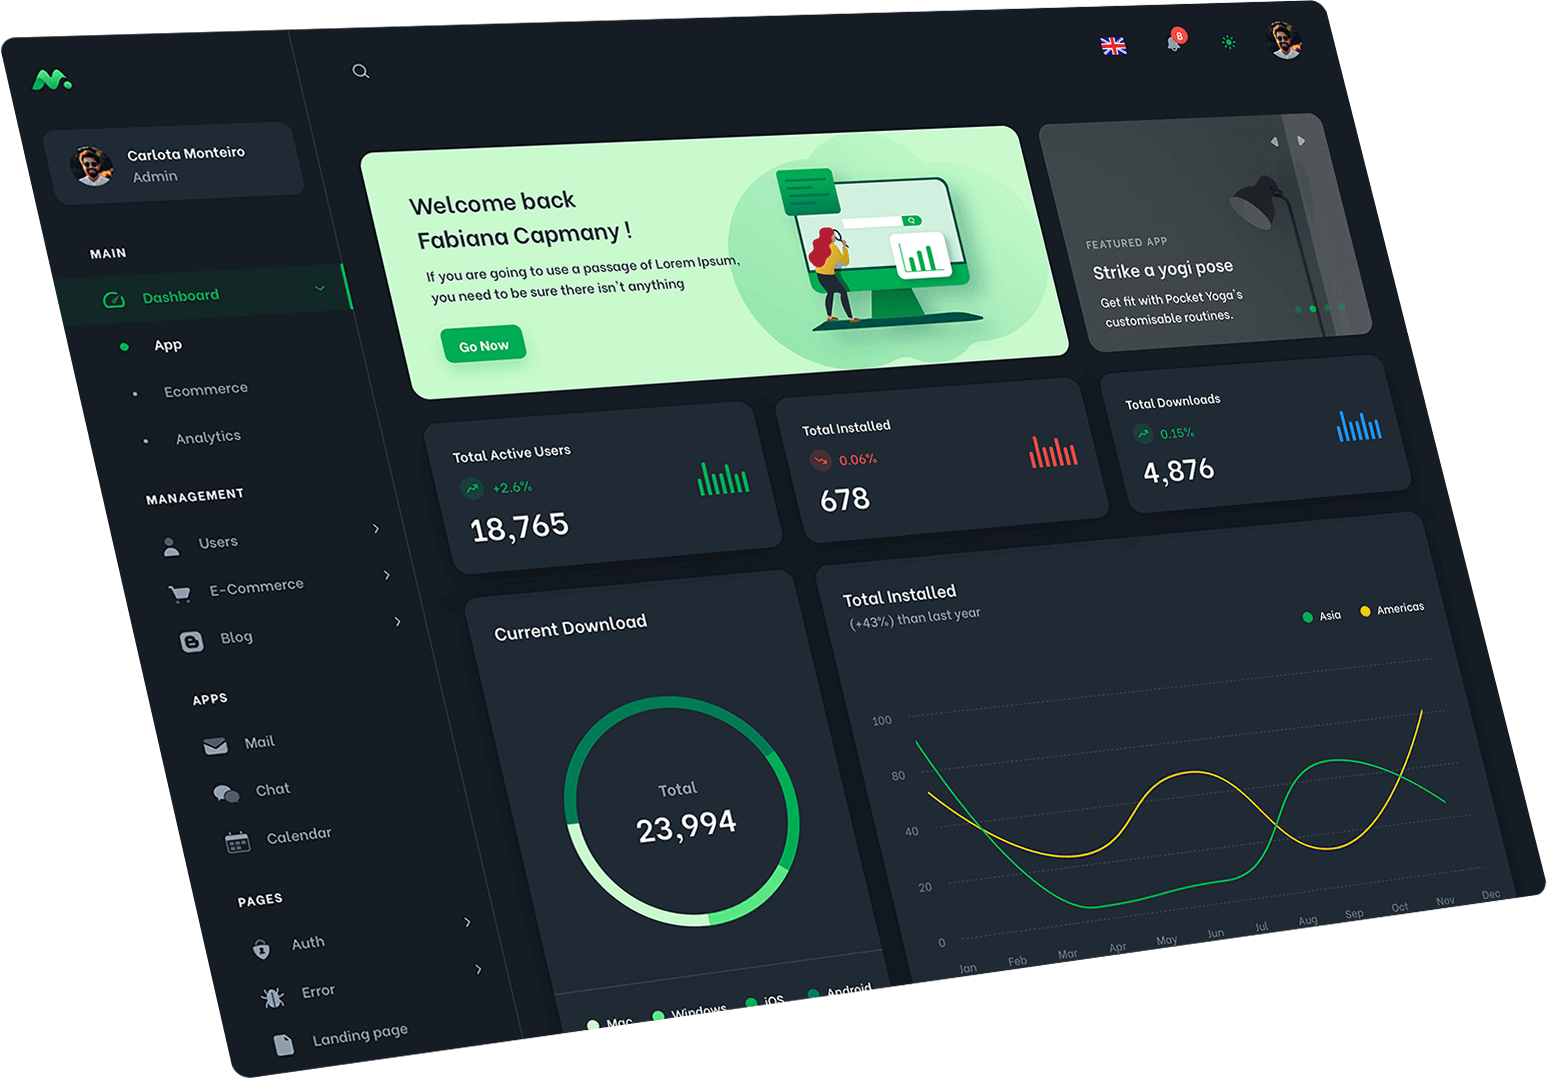 8
Carlota Monteiro
Admin
MAIN
Dashboard
App
Ecommerce
Analytics
MANAGEMENT
Users
E-Commerce
Blog
APPS
Mail
Chat
Calendar
PAGES
Auth
Error
Landing page
Welcome back
Fabiana Capmany !
If you are going to use a passage of Lorem Ipsum,
you need to be sure there isn't anything
Go Now
FEATURED APP
Strike a yogi pose
Get fit with Pocket Yoga's
customisable routines.
Total Active Users
+2.6%
18,765
Total Installed
0.06%
678
Total Downloads
0.15%
4,876
Current Download
Total
23,994
Mac
Windows
iOS
Android
Total Installed
(+43%) than last year
Asia
Americas
100
80
40
20
0
Jan
Feb
Mar
Apr
May
Jun
Jul
Aug
Sep
Oct
Nov
Dec